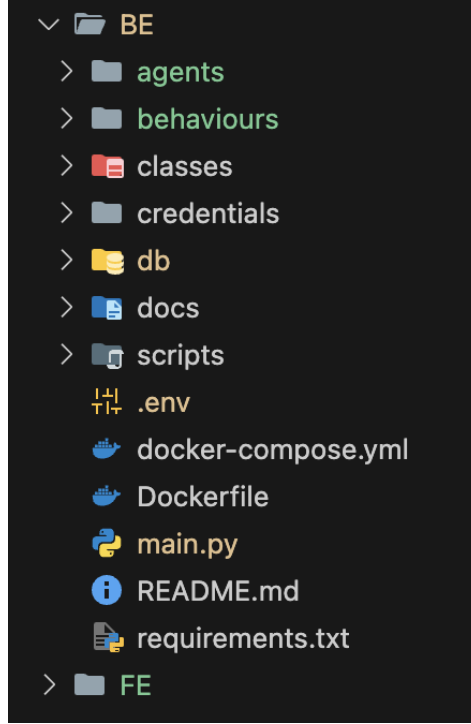 BE
agents
behaviours
classes
credentials
db
docs
scripts
.env
docker-compose.yml
Dockerfile
main.py
README.md
requirements.txt
FE